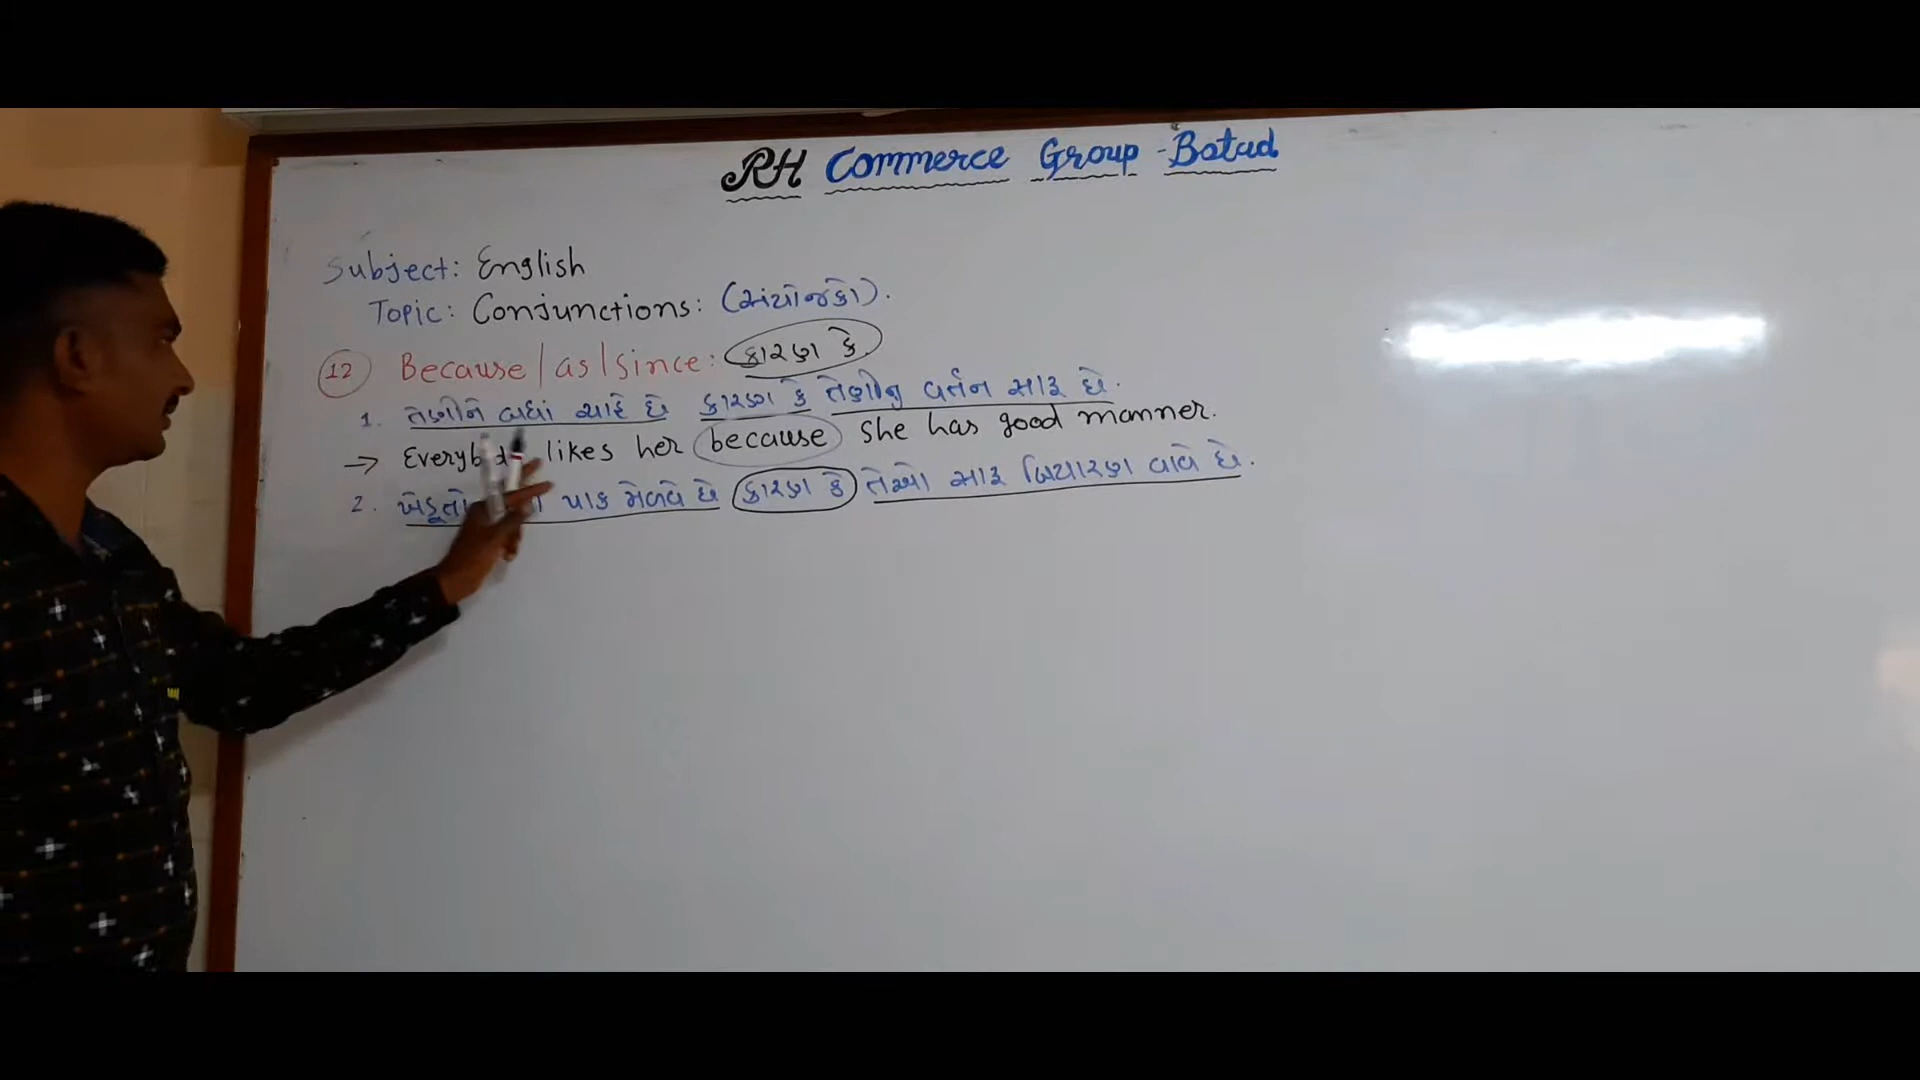 RH Commerce Group - Botad
Subject: English
Topic: Conjunctions: (સંયોજકો).
12 Because/as/since: કારણ કે
1. તેણીને બધાં ચાહે છે કારણ કે તેણીનુ વર્તન સારૂ છે.
→ Everybody likes her because she has good manner.
2. ખેડૂતો પાક મેળવે છે કારણ કે તેઓ સારૂ બિયારણ વાવે છે.